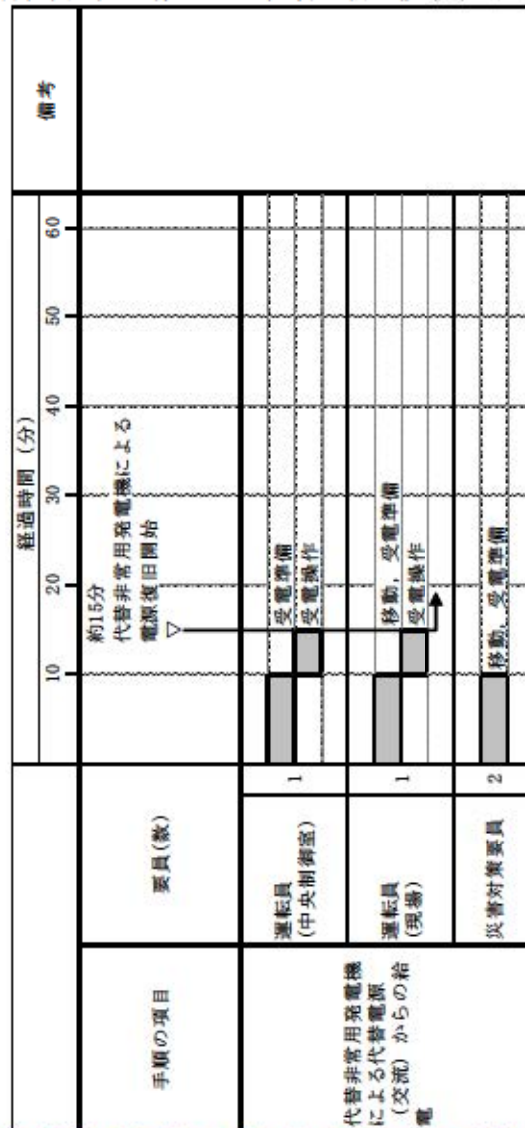 経過時間（分）
備考
10
20
30
40
50
60
手順の項目
要員(数)
約15分
代替非常用発電機による
電源復旧開始
▽
代替非常用発電機
による代替電源
（交流）からの給
電
運転員
(中央制御室)
1
受電準備
受電操作
運転員
(現場)
1
移動，受電準備
受電操作
災害対策要員
2
移動，受電準備